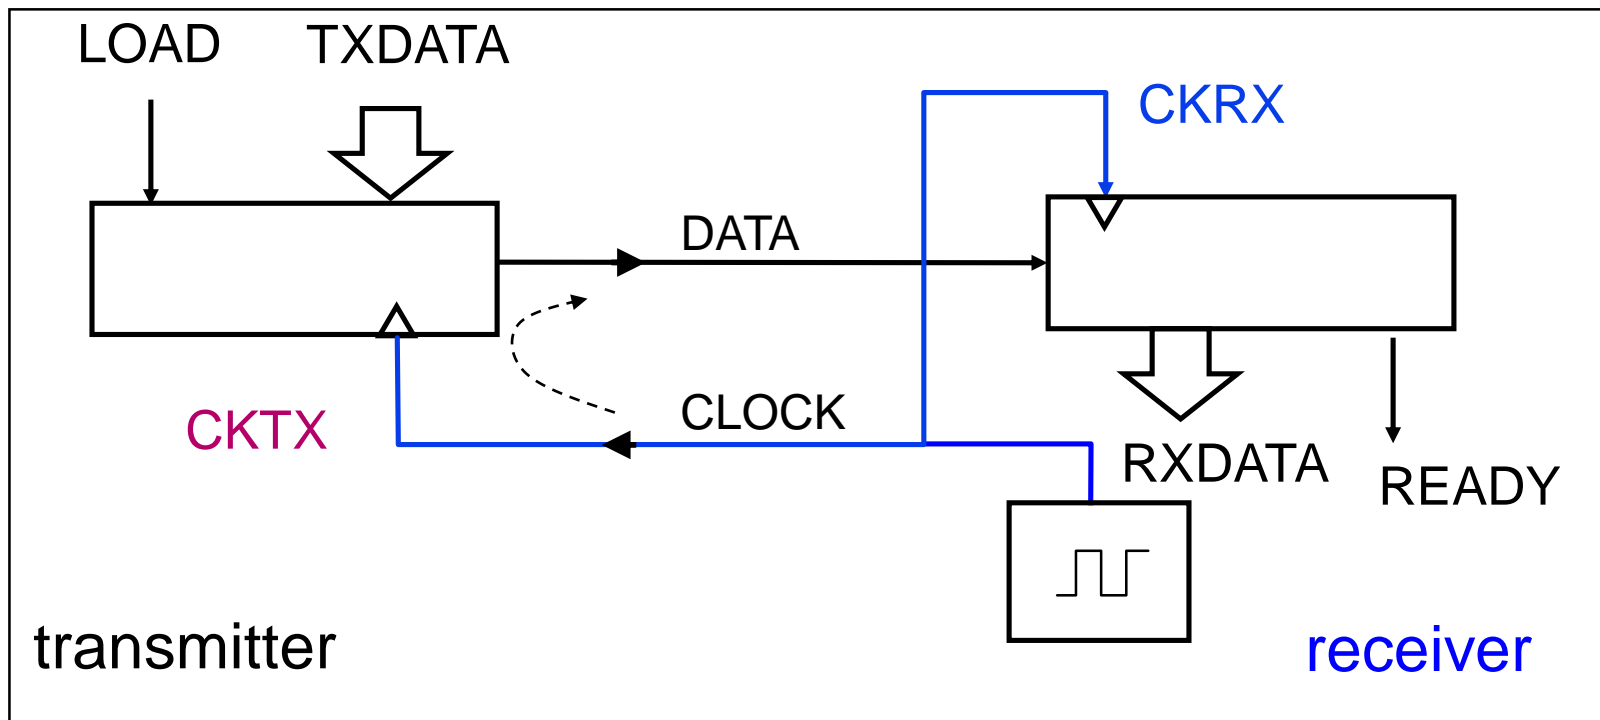 LOAD
TXDATA
CKRX
DATA
CKTX
CLOCK
RXDATA
READY
transmitter
receiver